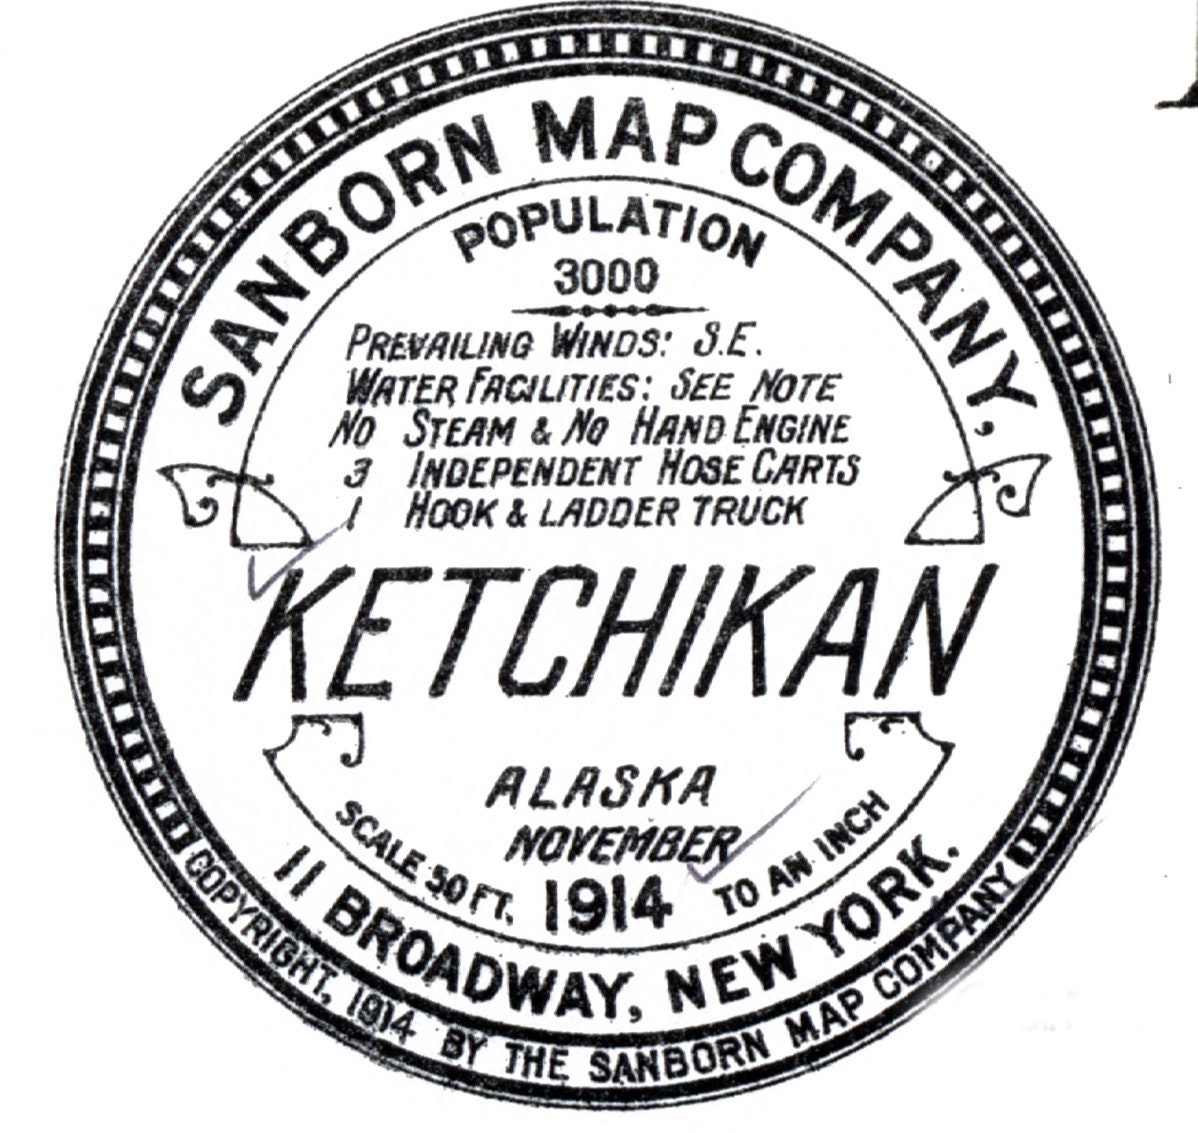 SANBORN MAP COMPANY,
POPULATION
3000
PREVAILING WINDS: S.E.
WATER FACILITIES: SEE NOTE
NO STEAM & NO HAND ENGINE
3 INDEPENDENT HOSE CARTS
1 HOOK & LADDER TRUCK
KETCHIKAN
ALASKA
NOVEMBER
1914
SCALE 50 FT. TO AN INCH
11 BROADWAY, NEW YORK.
COPYRIGHT, 1914 BY THE SANBORN MAP COMPANY